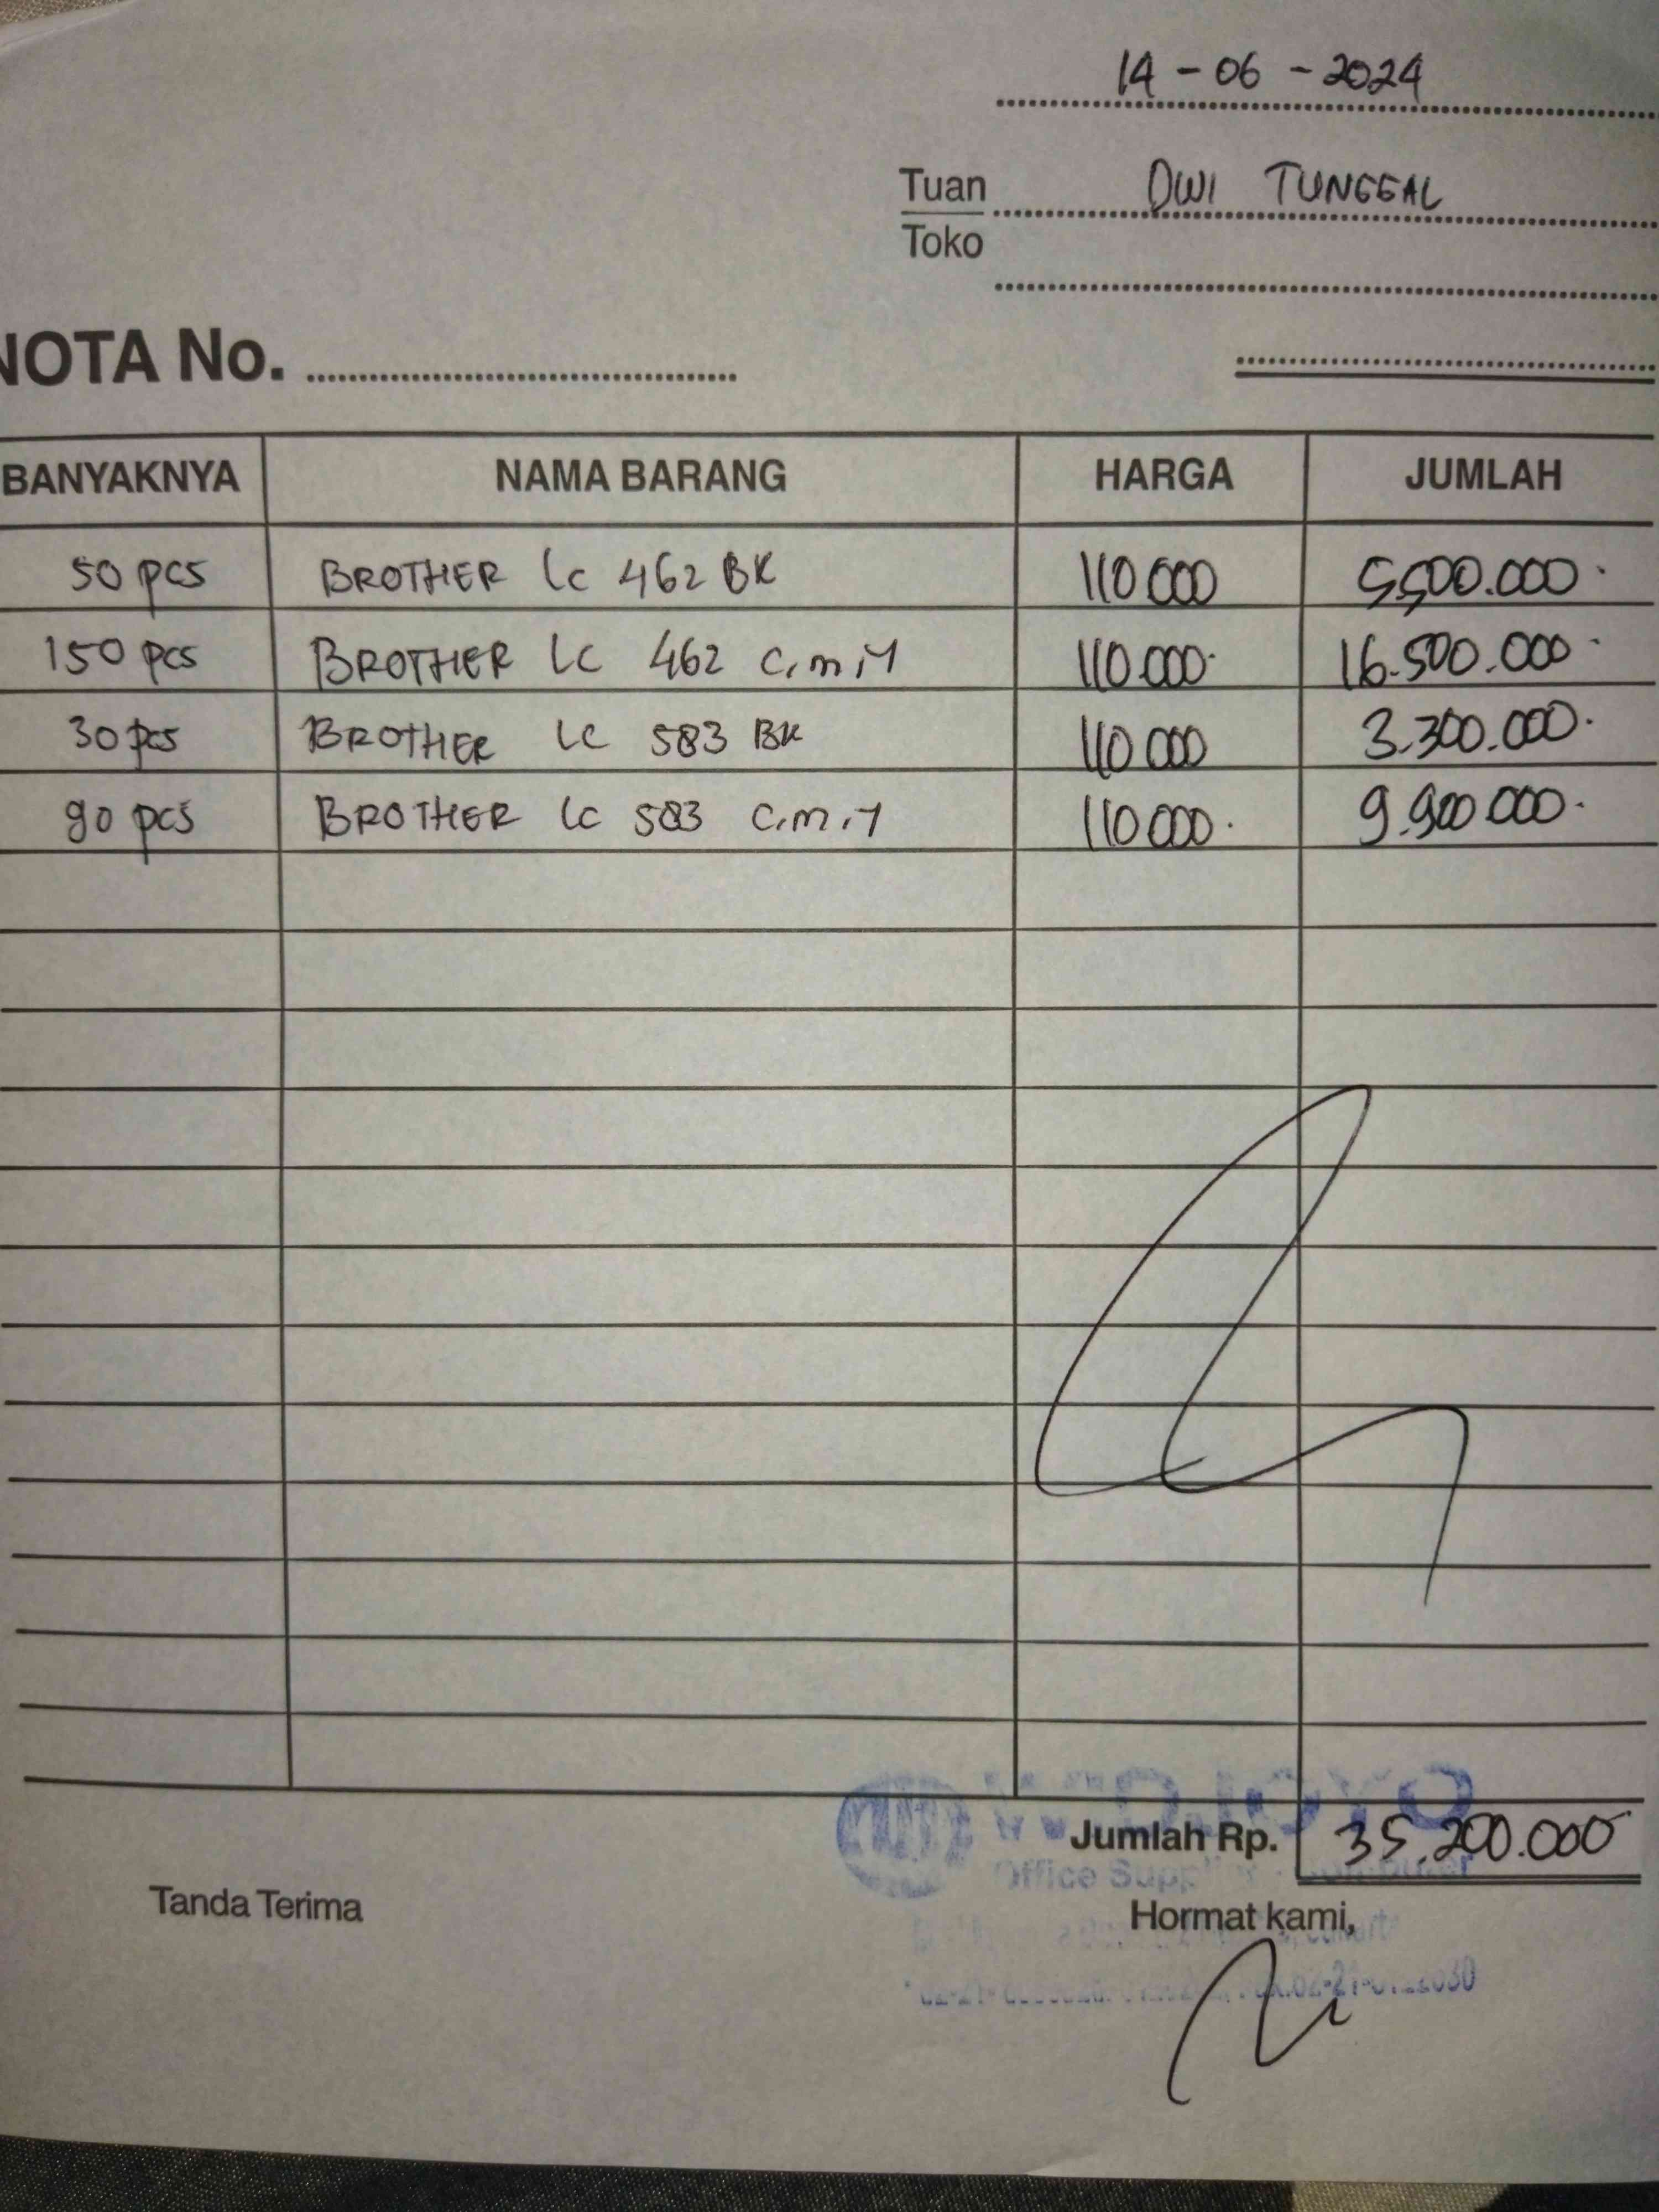 14-06-2024
Tuan DWI TUNGGAL
Toko
NOTA No.
BANYAKNYA NAMA BARANG HARGA JUMLAH
50 pcs BROTHER LC 462 BK 110.000 5.500.000
150 pcs BROTHER LC 462 C,M,Y 110.000 16.500.000
30 pcs BROTHER LC 583 BK 110.000 3.300.000
90 pcs BROTHER LC 583 C,M,Y 110.000 9.900.000
Jumlah Rp. 35.200.000
Office
Tanda Terima Hormat kami,